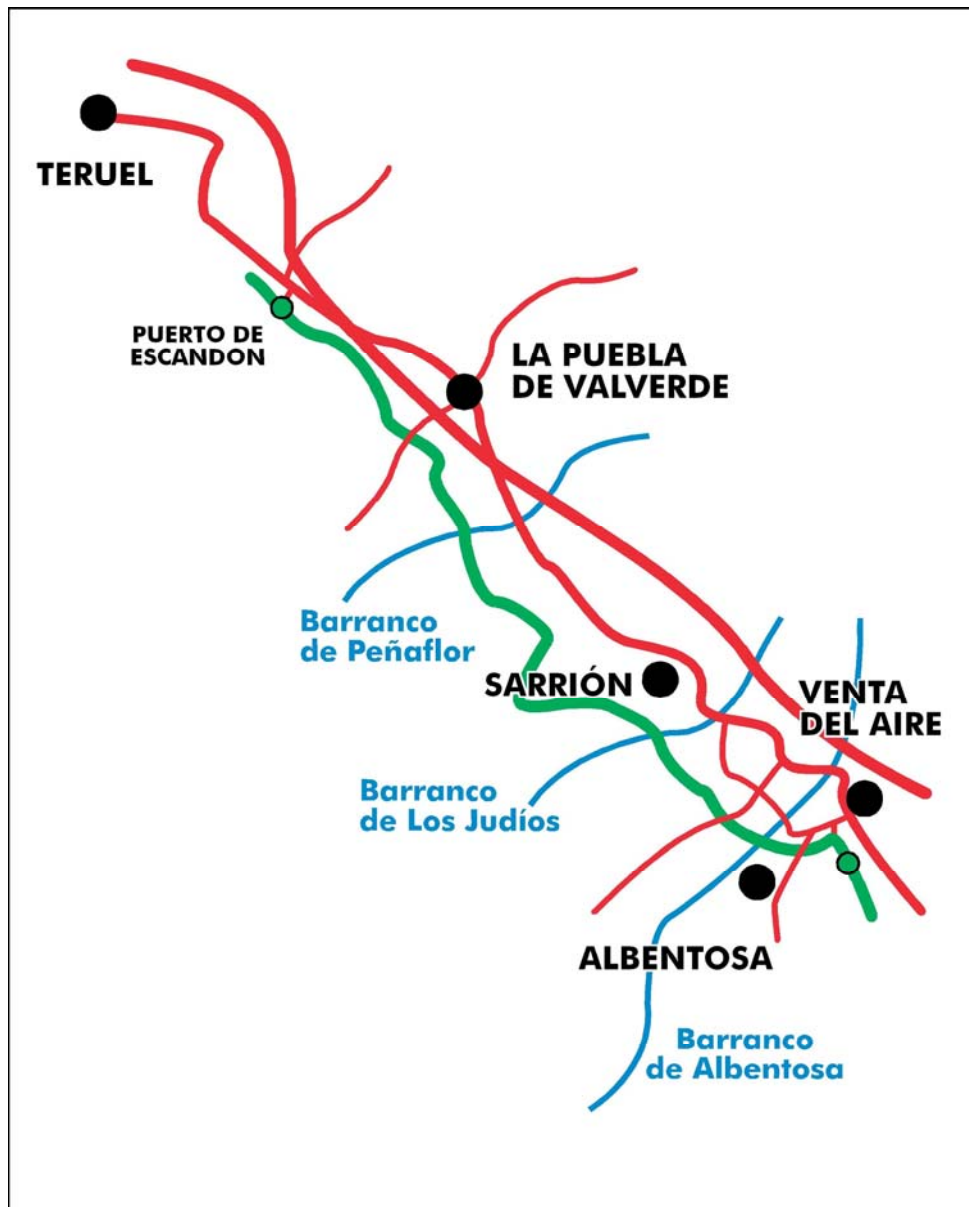 TERUEL
PUERTO DE
ESCANDON
LA PUEBLA
DE VALVERDE
Barranco
de Peñaflor
SARRIÓN
VENTA
DEL AIRE
Barranco
de Los Judíos
ALBENTOSA
Barranco
de Albentosa